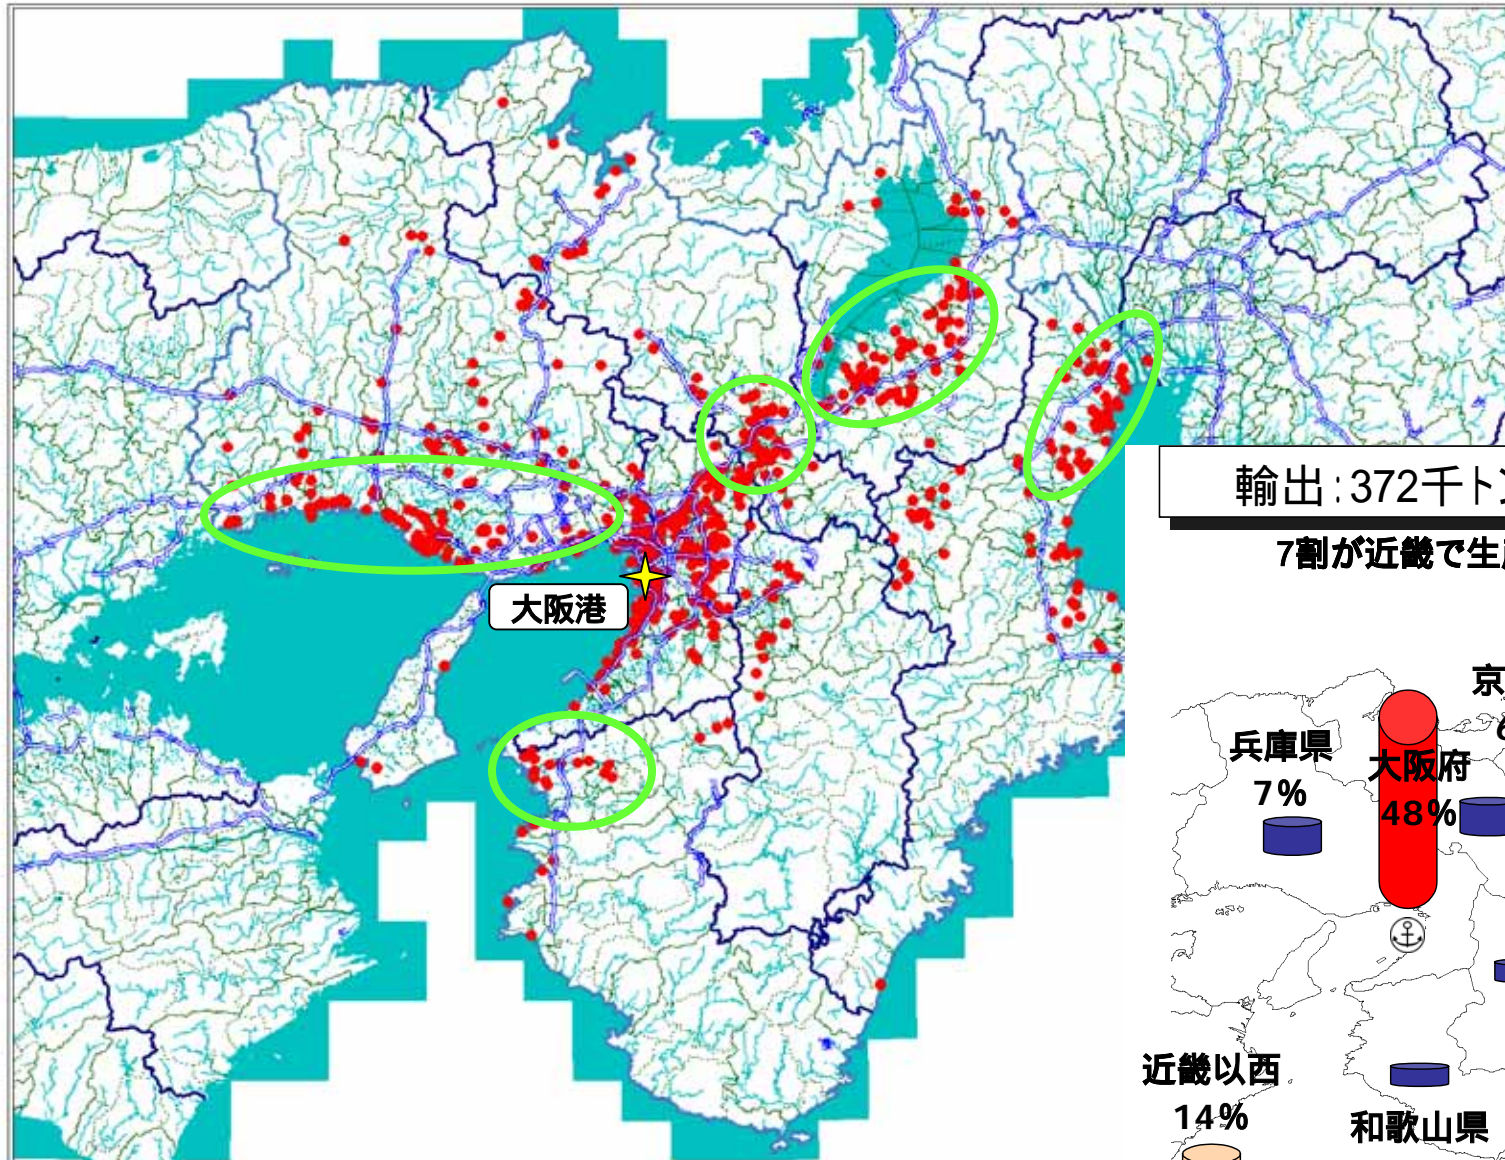 大阪港
輸出:372千ト
7割が近畿で生
京
兵庫県
7%
大阪府
48%
近畿以西
14%
和歌山県